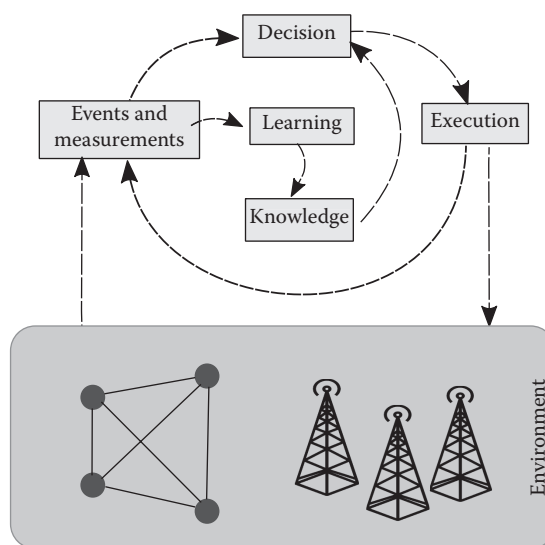 Decision
Events and
measurements
Learning
Execution
Knowledge
Environment